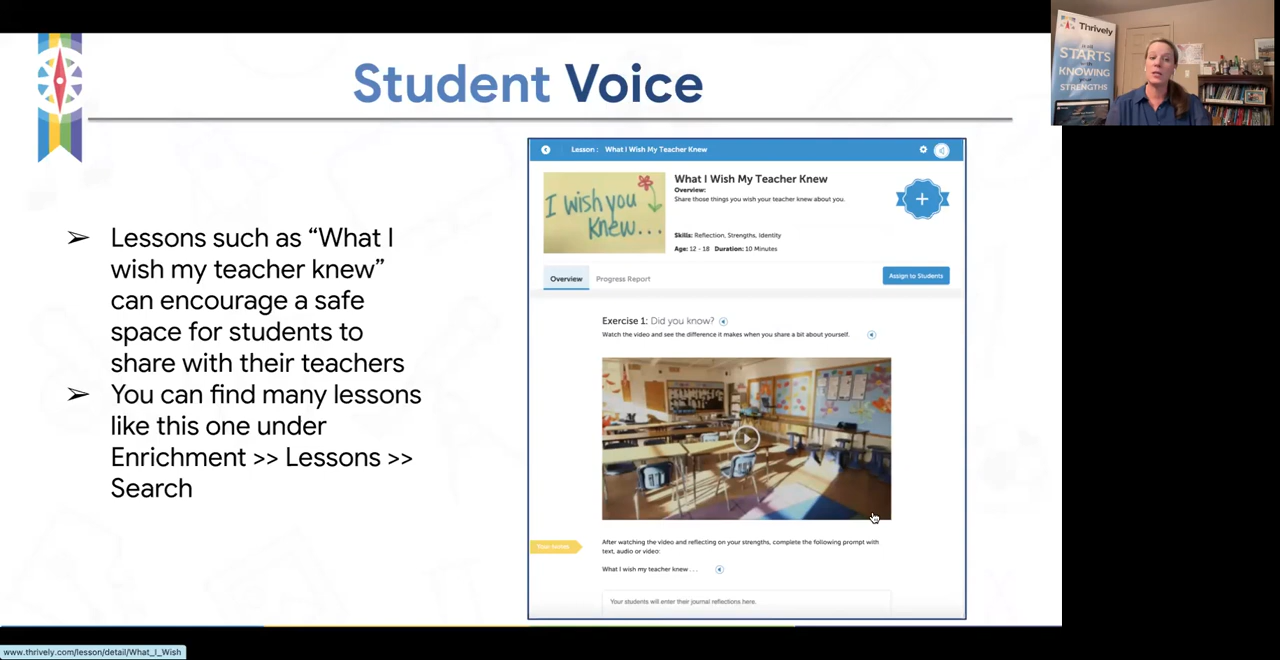 Student Voice
➢ Lessons such as “What I
wish my teacher knew”
can encourage a safe
space for students to
share with their teachers
➢ You can find many lessons
like this one under
Enrichment >> Lessons >>
Search
Lesson : What I Wish My Teacher Knew
I wish you
knew...
What I Wish My Teacher Knew
Overview:
Share those things you wish your teacher knew about you.
Skills: Reflection, Strengths, Identity
Age: 12 - 18 Duration: 10 Minutes
Overview Progress Report
Assign to Students
Exercise 1: Did you know?
Watch the video and see the difference it makes when you share a bit about yourself.
After watching the video and reflecting on your strengths, complete the following prompt with
text, audio or video:
What I wish my teacher knew . . .
Your students will enter their journal reflections here.
Thrively
STARTS
KNOWING
STRENGTHS
www.thrively.com/lesson/detail/What_I_Wish